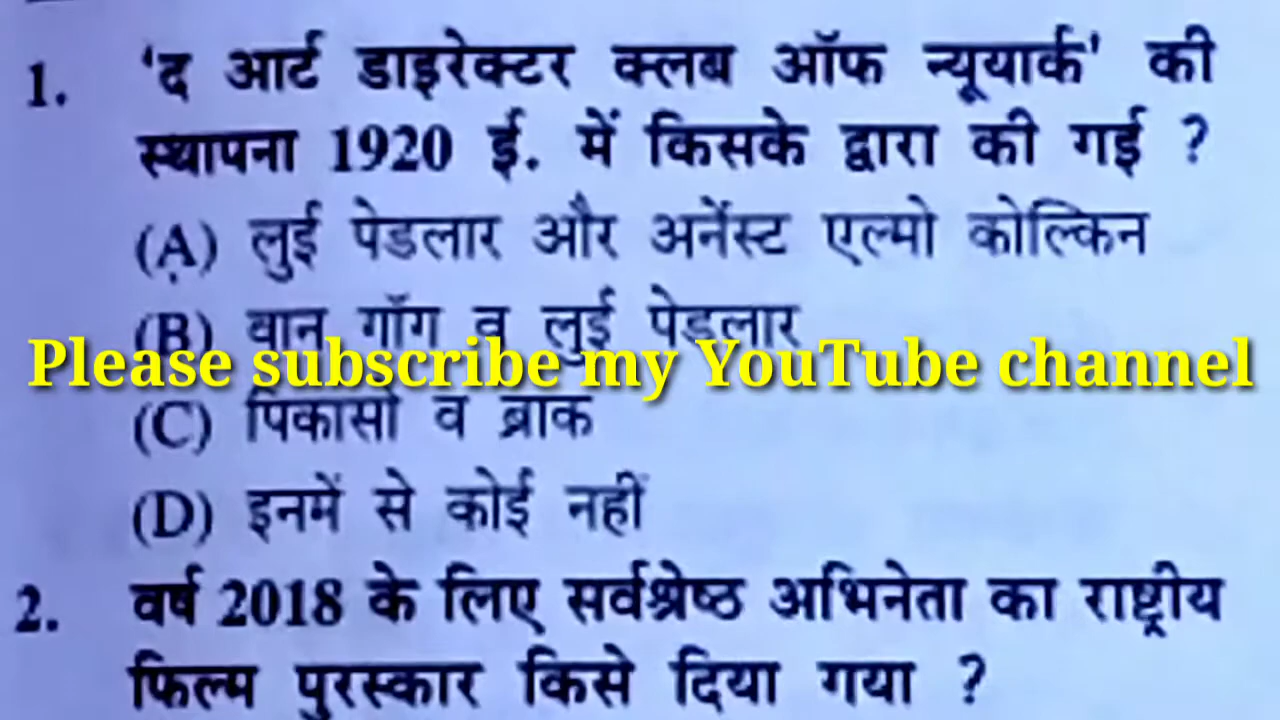 1. 'द आर्ट डाइरेक्टर क्लब ऑफ न्यूयार्क' की
स्थापना 1920 ई. में किसके द्वारा की गई ?
(A) लुई पेडलार और अर्नेस्ट एल्मो कोल्किन
(B) वान गॉग व लुई पेडलार
Please subscribe my YouTube channel
(C) पिकासो व ब्राक
(D) इनमें से कोई नहीं
2. वर्ष 2018 के लिए सर्वश्रेष्ठ अभिनेता का राष्ट्रीय
फिल्म पुरस्कार किसे दिया गया ?